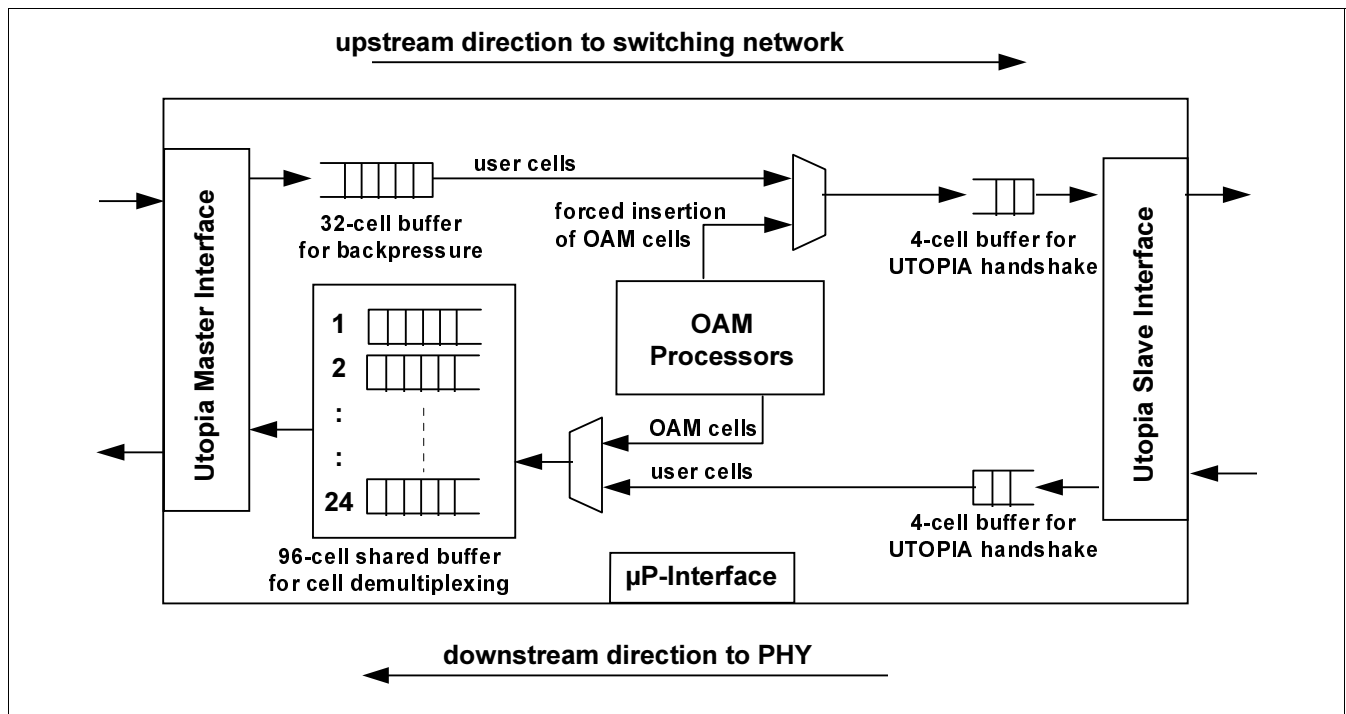 upstream direction to switching network
Utopia Master Interface
user cells
32-cell buffer
for backpressure
forced insertion
of OAM cells
4-cell buffer for
UTOPIA handshake
Utopia Slave Interface
OAM
Processors
1
2
:
:
24
OAM cells
user cells
96-cell shared buffer
for cell demultiplexing
4-cell buffer for
UTOPIA handshake
µP-Interface
downstream direction to PHY